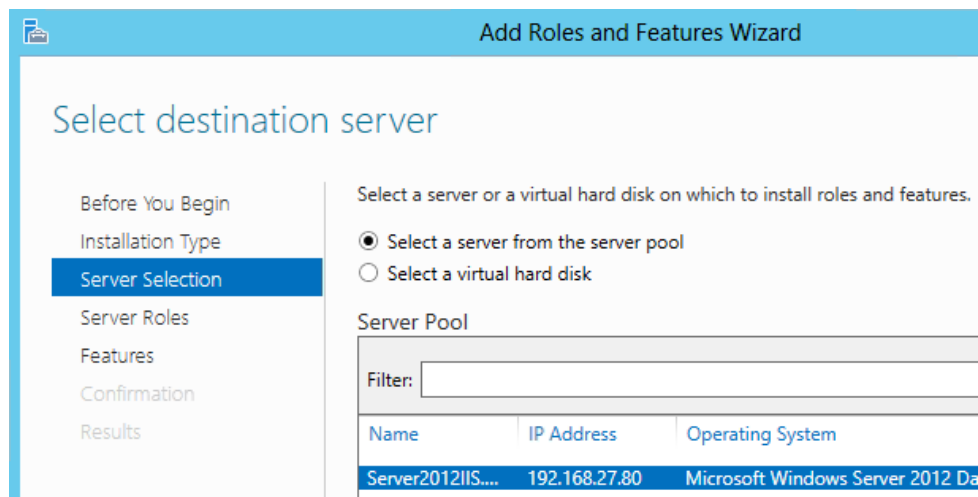 Add Roles and Features Wizard
Select destination server
Before You Begin
Installation Type
Server Selection
Server Roles
Features
Confirmation
Results
Select a server or a virtual hard disk on which to install roles and features.
Select a server from the server pool
Select a virtual hard disk
Server Pool
Filter:
Name IP Address Operating System
Server2012IIS.... 192.168.27.80 Microsoft Windows Server 2012 Da